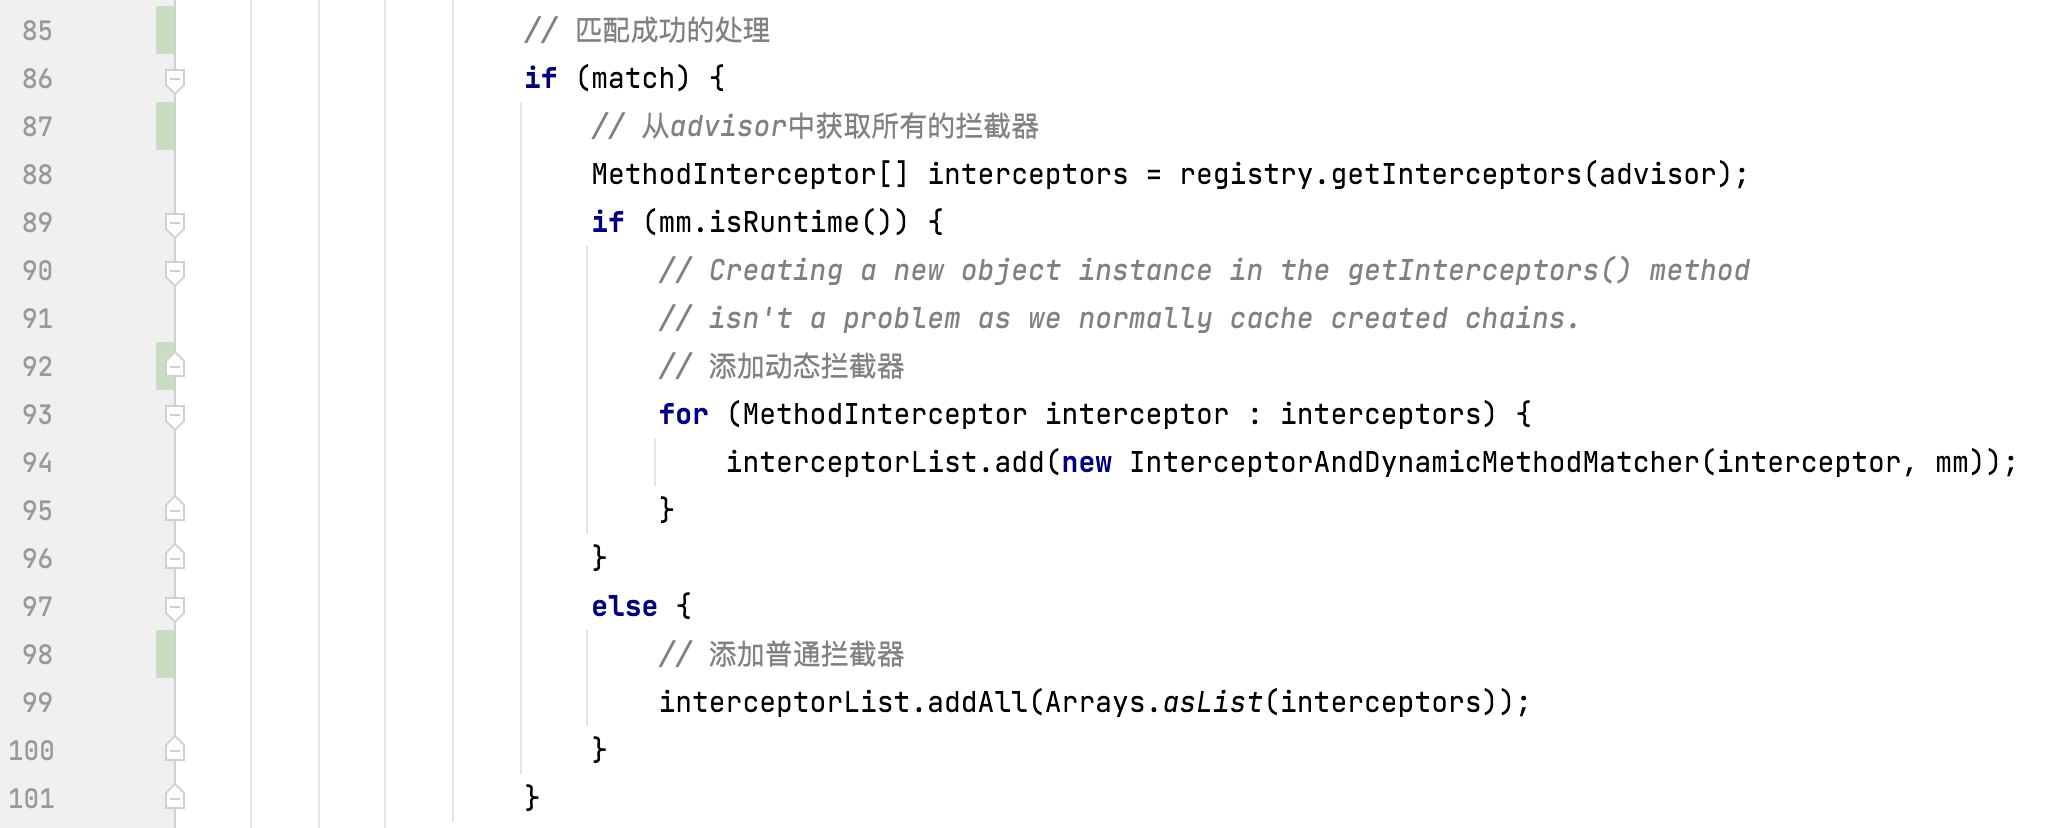 85 // 匹配成功的处理
86 if (match) {
87 // 从advisor中获取所有的拦截器
88 MethodInterceptor[] interceptors = registry.getInterceptors(advisor);
89 if (mm.isRuntime()) {
90 // Creating a new object instance in the getInterceptors() method
91 // isn't a problem as we normally cache created chains.
92 // 添加动态拦截器
93 for (MethodInterceptor interceptor : interceptors) {
94 interceptorList.add(new InterceptorAndDynamicMethodMatcher(interceptor, mm));
95 }
96 }
97 else {
98 // 添加普通拦截器
99 interceptorList.addAll(Arrays.asList(interceptors));
100 }
101 }